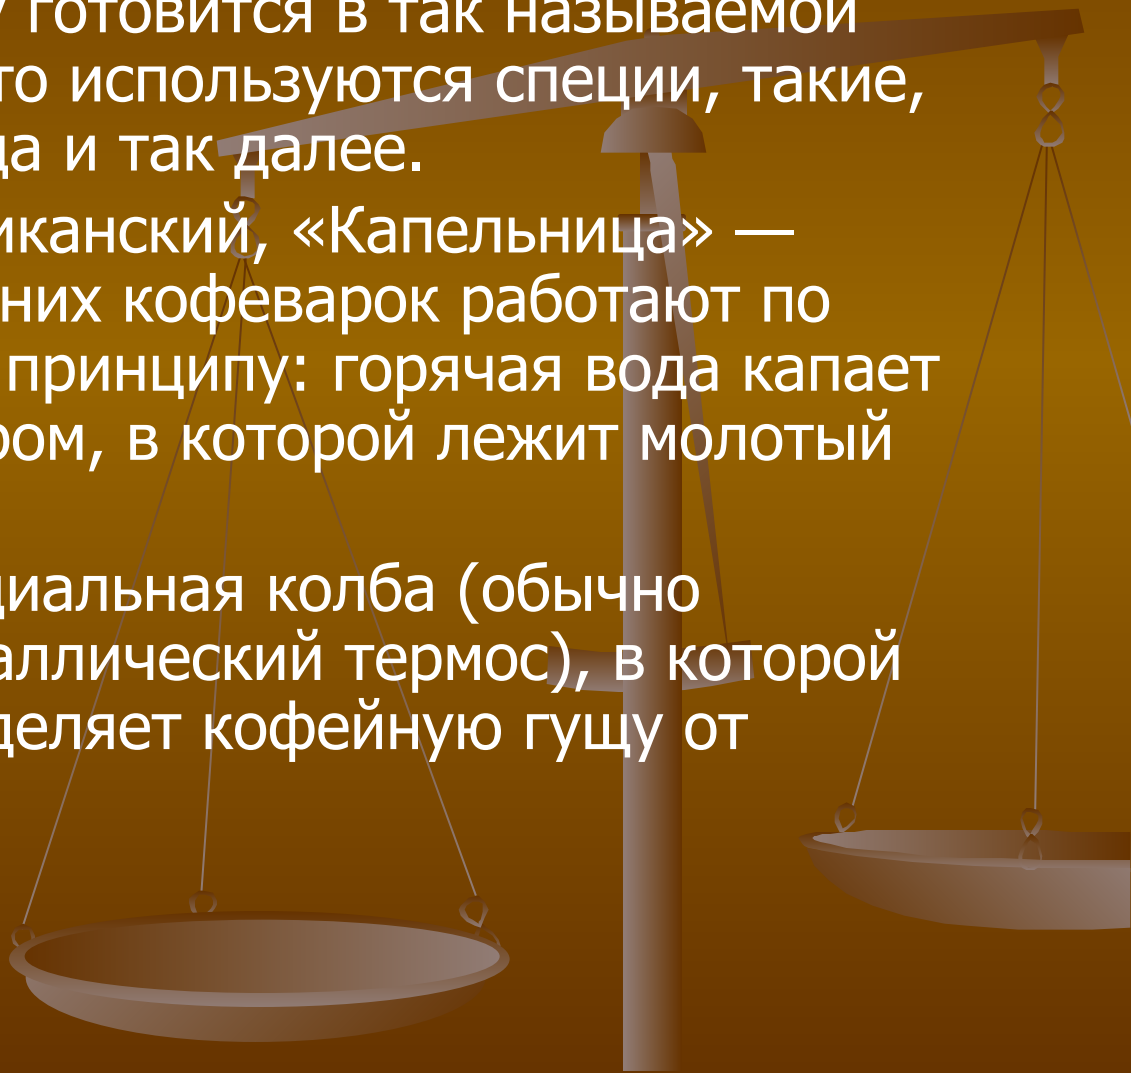 у готовится в так называемой
то используются специи, такие,
ца и так далее.
иканский, «Капельница» —
них кофеварок работают по
принципу: горячая вода капает
ром, в которой лежит молотый
циальная колба (обычно
аллический термос), в которой
деляет кофейную гущу от